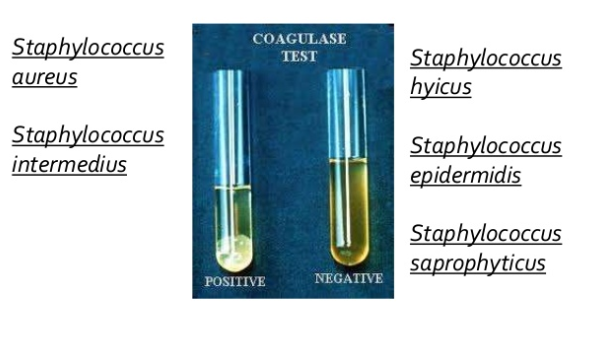 Staphylococcus
aureus
Staphylococcus
intermedius
COAGULASE
TEST
POSITIVE
NEGATIVE
Staphylococcus
hyicus
Staphylococcus
epidermidis
Staphylococcus
saprophyticus